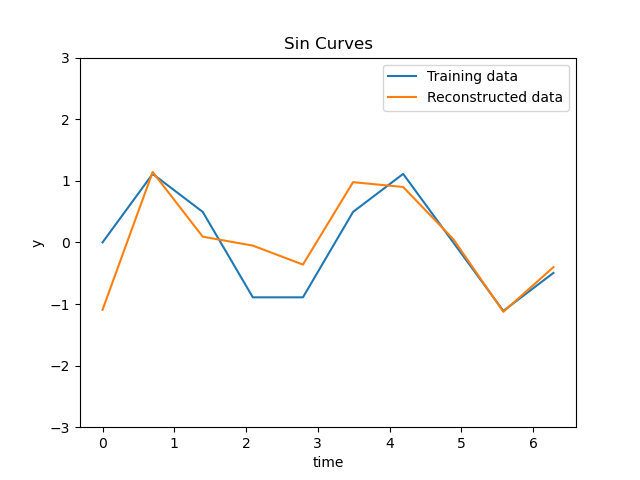 Sin Curves
Training data
Reconstructed data
3
2
1
0
−1
−2
−3
y
0 1 2 3 4 5 6
time